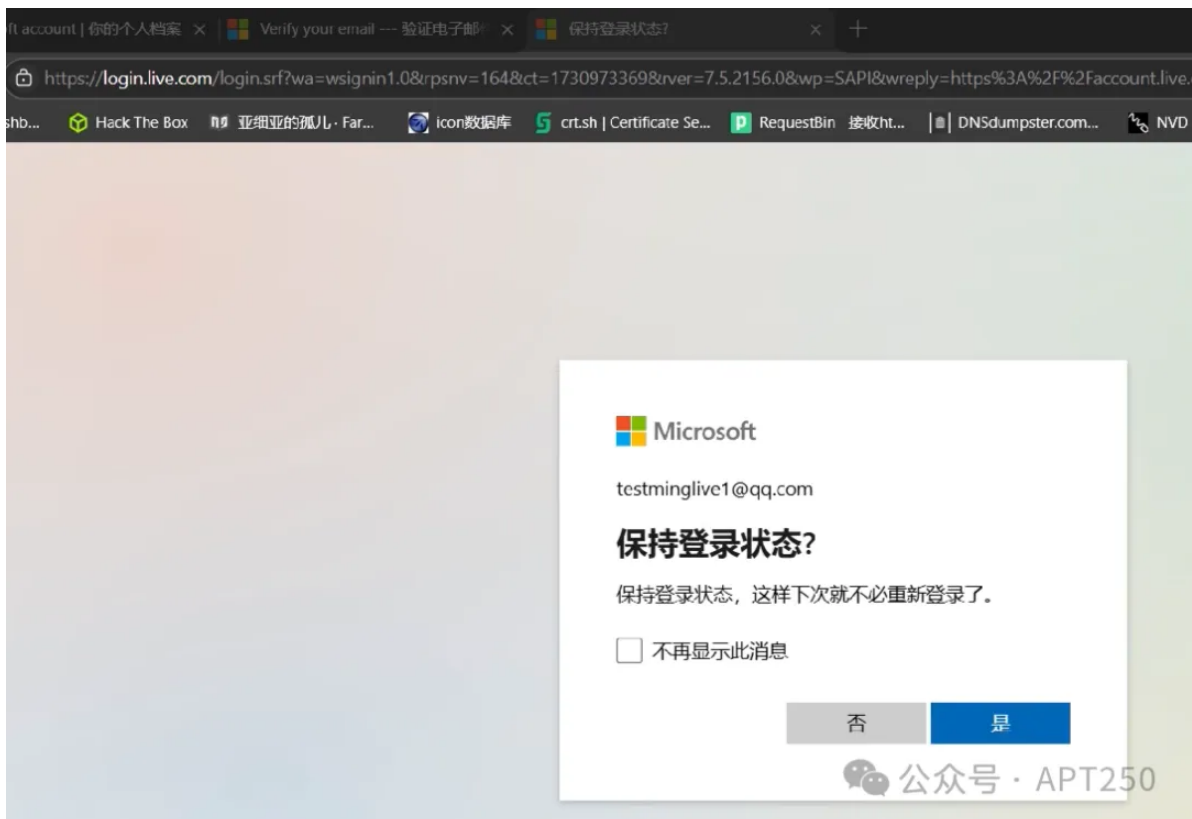 ft account | 你的个人档案
Verify your email --- 验证电子邮
保持登录状态?
https://login.live.com/login.srf?wa=wsignin1.0&rpsnv=164&ct=1730973369&rver=7.5.2156.0&wp=SAPI&wreply=https%3A%2F%2Faccount.live.
shb...
Hack The Box
亚细亚的孤儿 · Far...
icon数据库
crt.sh | Certificate Se...
RequestBin 接收ht...
DNSdumpster.com...
NVD
Microsoft
testminglive1@qq.com
保持登录状态?
保持登录状态，这样下次就不必重新登录了。
不再显示此消息
否
是
公众号 · APT250